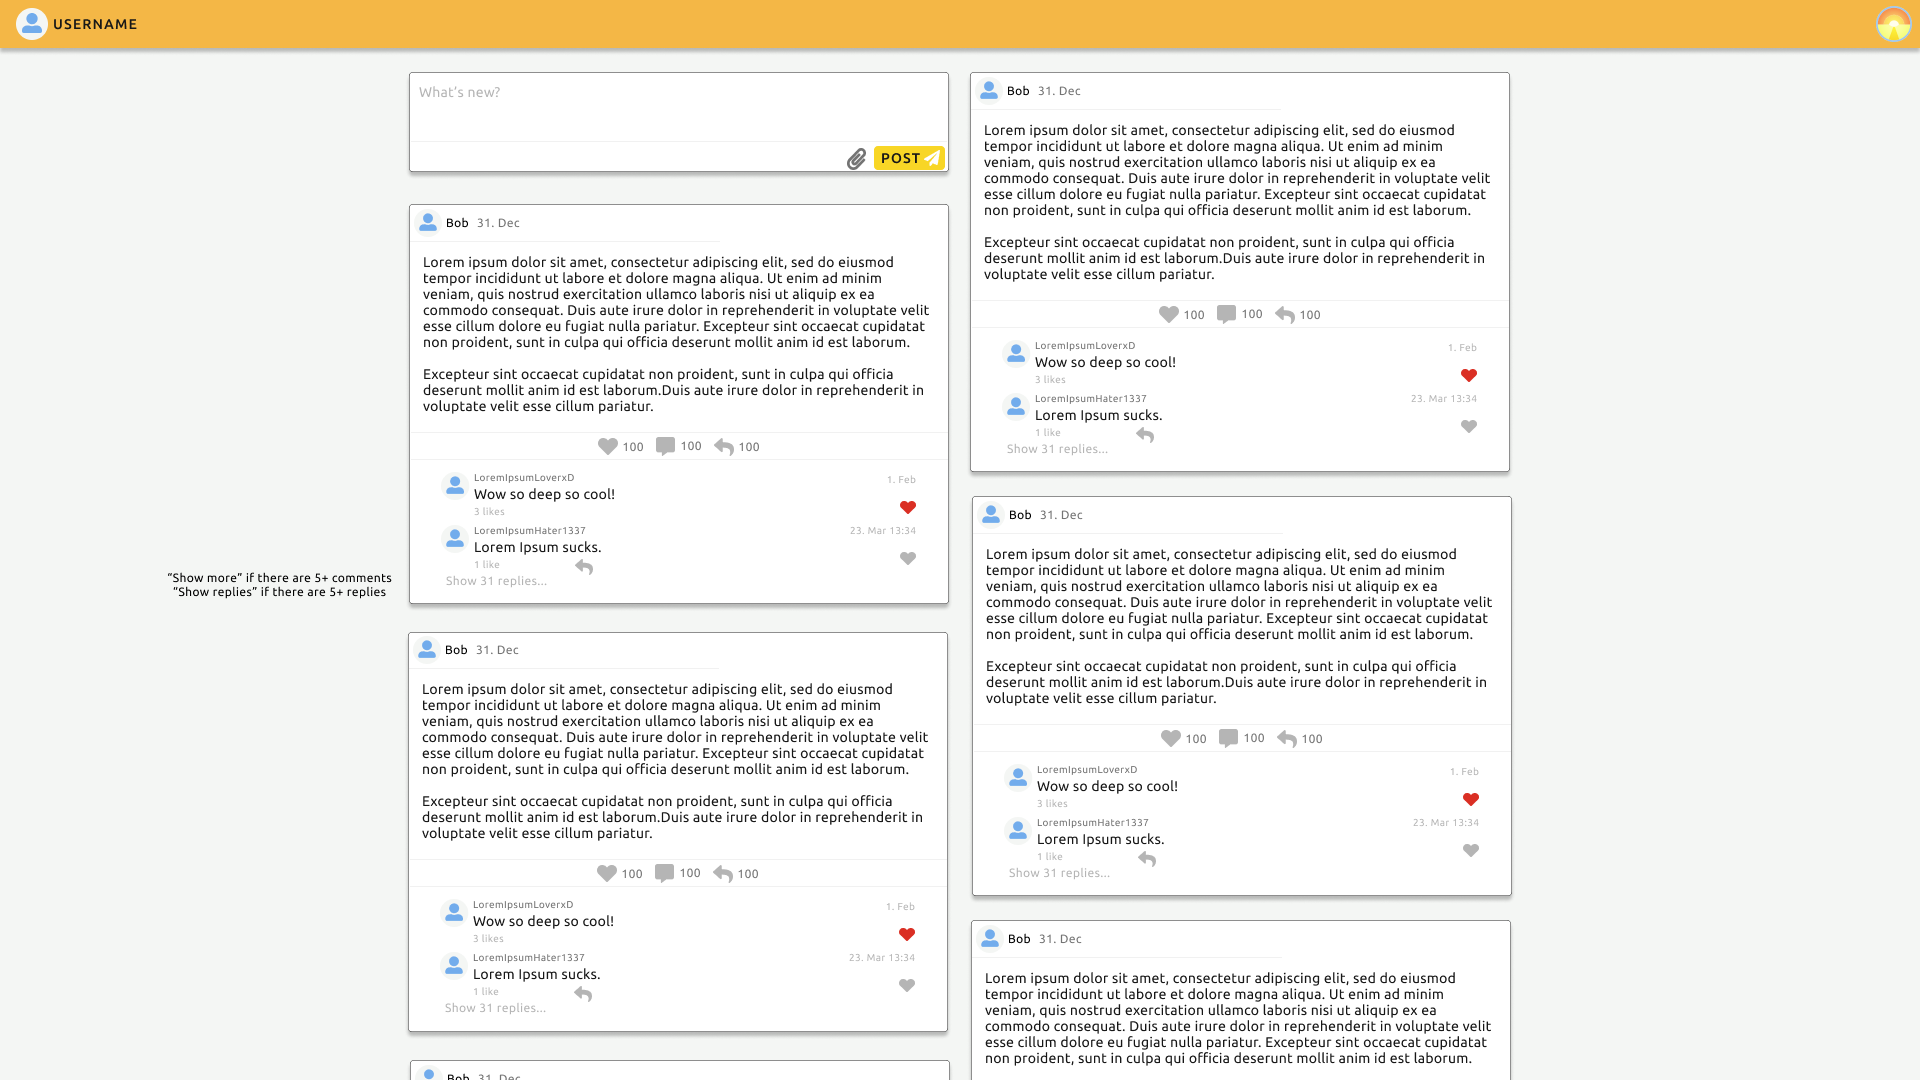 USERNAME
What's new?
POST
Bob 31. Dec
Lorem ipsum dolor sit amet, consectetur adipiscing elit, sed do eiusmod
tempor incididunt ut labore et dolore magna aliqua. Ut enim ad minim
veniam, quis nostrud exercitation ullamco laboris nisi ut aliquip ex ea
commodo consequat. Duis aute irure dolor in reprehenderit in voluptate velit
esse cillum dolore eu fugiat nulla pariatur. Excepteur sint occaecat cupidatat
non proident, sunt in culpa qui officia deserunt mollit anim id est laborum.
Excepteur sint occaecat cupidatat non proident, sunt in culpa qui officia
deserunt mollit anim id est laborum.Duis aute irure dolor in reprehenderit in
voluptate velit esse cillum pariatur.
100 100 100
LoremIpsumLoverxD 1. Feb
Wow so deep so cool!
3 likes
LoremIpsumHater1337 23. Mar 13:34
Lorem Ipsum sucks.
1 like
Show 31 replies...
“Show more” if there are 5+ comments
“Show replies” if there are 5+ replies
Bob 31. Dec
Lorem ipsum dolor sit amet, consectetur adipiscing elit, sed do eiusmod
tempor incididunt ut labore et dolore magna aliqua. Ut enim ad minim
veniam, quis nostrud exercitation ullamco laboris nisi ut aliquip ex ea
commodo consequat. Duis aute irure dolor in reprehenderit in voluptate velit
esse cillum dolore eu fugiat nulla pariatur. Excepteur sint occaecat cupidatat
non proident, sunt in culpa qui officia deserunt mollit anim id est laborum.
Excepteur sint occaecat cupidatat non proident, sunt in culpa qui officia
deserunt mollit anim id est laborum.Duis aute irure dolor in reprehenderit in
voluptate velit esse cillum pariatur.
100 100 100
LoremIpsumLoverxD 1. Feb
Wow so deep so cool!
3 likes
LoremIpsumHater1337 23. Mar 13:34
Lorem Ipsum sucks.
1 like
Show 31 replies...
Bob 31. Dec
Bob 31. Dec
Lorem ipsum dolor sit amet, consectetur adipiscing elit, sed do eiusmod
tempor incididunt ut labore et dolore magna aliqua. Ut enim ad minim
veniam, quis nostrud exercitation ullamco laboris nisi ut aliquip ex ea
commodo consequat. Duis aute irure dolor in reprehenderit in voluptate velit
esse cillum dolore eu fugiat nulla pariatur. Excepteur sint occaecat cupidatat
non proident, sunt in culpa qui officia deserunt mollit anim id est laborum.
Excepteur sint occaecat cupidatat non proident, sunt in culpa qui officia
deserunt mollit anim id est laborum.Duis aute irure dolor in reprehenderit in
voluptate velit esse cillum pariatur.
100 100 100
LoremIpsumLoverxD 1. Feb
Wow so deep so cool!
3 likes
LoremIpsumHater1337 23. Mar 13:34
Lorem Ipsum sucks.
1 like
Show 31 replies...
Bob 31. Dec
Lorem ipsum dolor sit amet, consectetur adipiscing elit, sed do eiusmod
tempor incididunt ut labore et dolore magna aliqua. Ut enim ad minim
veniam, quis nostrud exercitation ullamco laboris nisi ut aliquip ex ea
commodo consequat. Duis aute irure dolor in reprehenderit in voluptate velit
esse cillum dolore eu fugiat nulla pariatur. Excepteur sint occaecat cupidatat
non proident, sunt in culpa qui officia deserunt mollit anim id est laborum.
Excepteur sint occaecat cupidatat non proident, sunt in culpa qui officia
deserunt mollit anim id est laborum.Duis aute irure dolor in reprehenderit in
voluptate velit esse cillum pariatur.
100 100 100
LoremIpsumLoverxD 1. Feb
Wow so deep so cool!
3 likes
LoremIpsumHater1337 23. Mar 13:34
Lorem Ipsum sucks.
1 like
Show 31 replies...
Bob 31. Dec
Lorem ipsum dolor sit amet, consectetur adipiscing elit, sed do eiusmod
tempor incididunt ut labore et dolore magna aliqua. Ut enim ad minim
veniam, quis nostrud exercitation ullamco laboris nisi ut aliquip ex ea
commodo consequat. Duis aute irure dolor in reprehenderit in voluptate velit
esse cillum dolore eu fugiat nulla pariatur. Excepteur sint occaecat cupidatat
non proident, sunt in culpa qui officia deserunt mollit anim id est laborum.